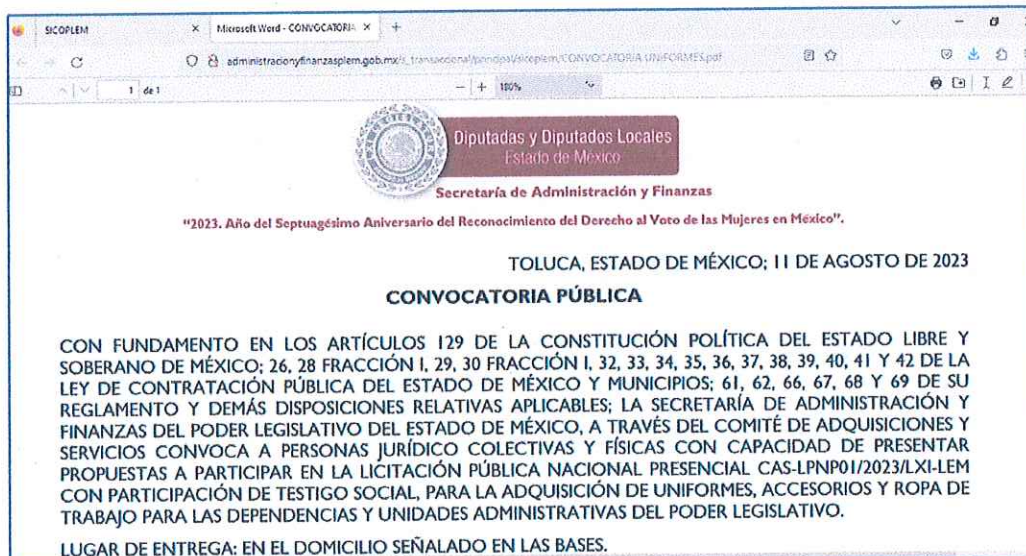 SICOPLEM
Microsoft Word - CONVOCATORIA
administracionyfinanzasplem.gob.mx/s_transaccional/principal/sicoplem/CONVOCATORIA UNIFORMES.pdf
1 de 1
180%
Diputadas y Diputados Locales
Estado de México
Secretaría de Administración y Finanzas
"2023. Año del Septuagésimo Aniversario del Reconocimiento del Derecho al Voto de las Mujeres en México".
TOLUCA, ESTADO DE MÉXICO; 11 DE AGOSTO DE 2023
CONVOCATORIA PÚBLICA
CON FUNDAMENTO EN LOS ARTÍCULOS 129 DE LA CONSTITUCIÓN POLÍTICA DEL ESTADO LIBRE Y
SOBERANO DE MÉXICO; 26, 28 FRACCIÓN I, 29, 30 FRACCIÓN I, 32, 33, 34, 35, 36, 37, 38, 39, 40, 41 Y 42 DE LA
LEY DE CONTRATACIÓN PÚBLICA DEL ESTADO DE MÉXICO Y MUNICIPIOS; 61, 62, 66, 67, 68 Y 69 DE SU
REGLAMENTO Y DEMÁS DISPOSICIONES RELATIVAS APLICABLES; LA SECRETARÍA DE ADMINISTRACIÓN Y
FINANZAS DEL PODER LEGISLATIVO DEL ESTADO DE MÉXICO, A TRAVÉS DEL COMITÉ DE ADQUISICIONES Y
SERVICIOS CONVOCA A PERSONAS JURÍDICO COLECTIVAS Y FÍSICAS CON CAPACIDAD DE PRESENTAR
PROPUESTAS A PARTICIPAR EN LA LICITACIÓN PÚBLICA NACIONAL PRESENCIAL CAS-LPNP01/2023/LXI-LEM
CON PARTICIPACIÓN DE TESTIGO SOCIAL, PARA LA ADQUISICIÓN DE UNIFORMES, ACCESORIOS Y ROPA DE
TRABAJO PARA LAS DEPENDENCIAS Y UNIDADES ADMINISTRATIVAS DEL PODER LEGISLATIVO.
LUGAR DE ENTREGA: EN EL DOMICILIO SEÑALADO EN LAS BASES.